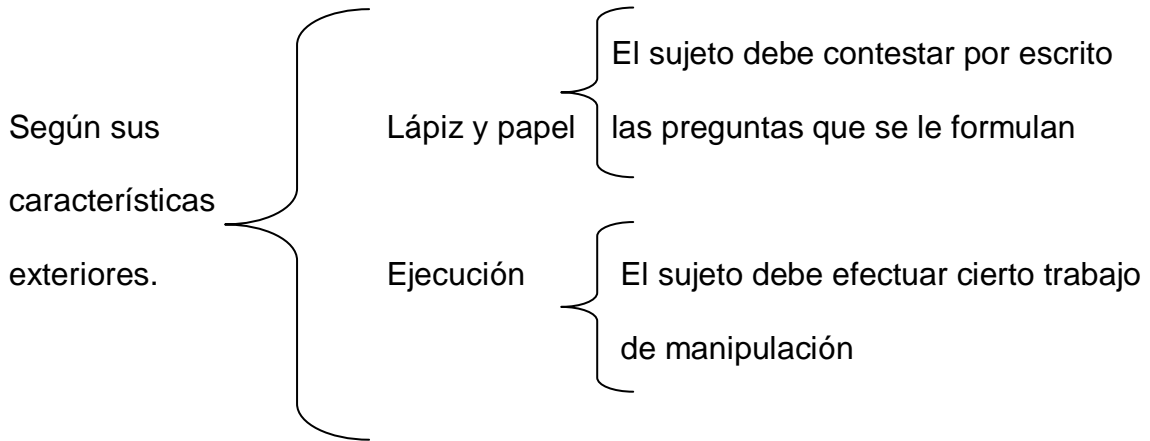 Según sus
características
exteriores.
Lápiz y papel
El sujeto debe contestar por escrito
las preguntas que se le formulan
Ejecución
El sujeto debe efectuar cierto trabajo
de manipulación